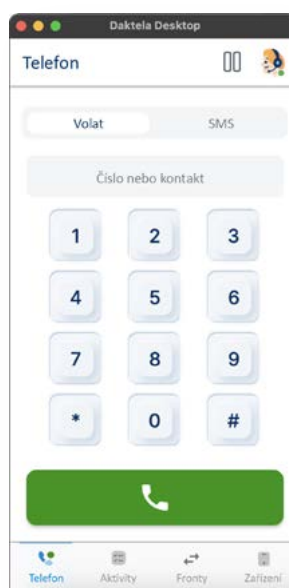 Daktela Desktop
Telefon
Volat SMS
Číslo nebo kontakt
1 2 3
4 5 6
7 8 9
* 0 #
Telefon Aktivity Fronty Zařízení